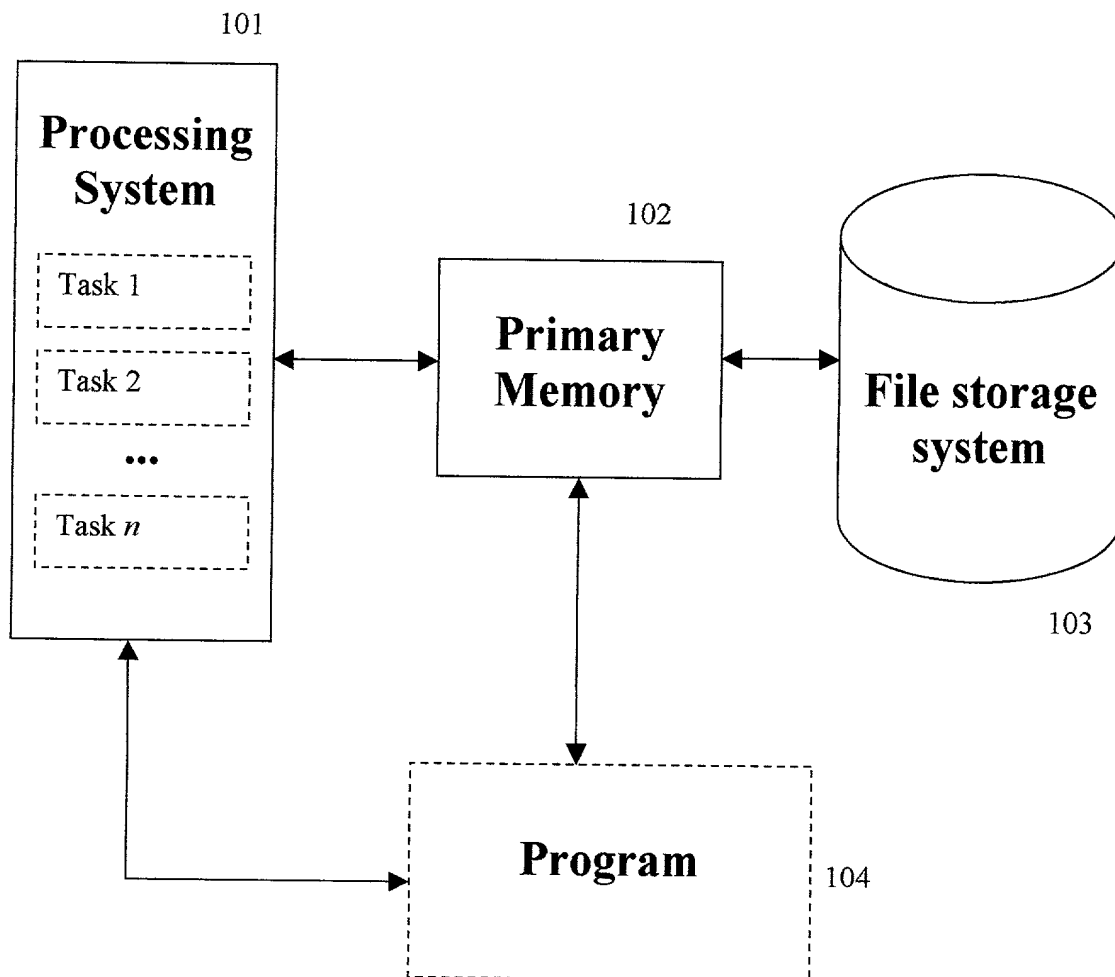 101
Processing
System
Task 1
Task 2
...
Task n
102
Primary
Memory
File storage
system
103
Program
104